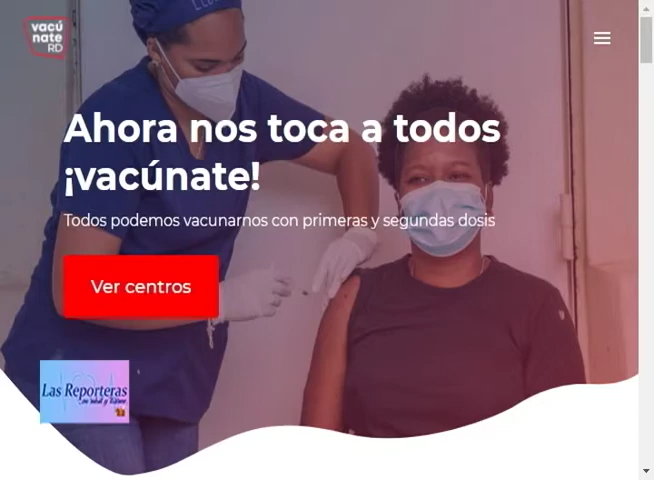 vacú
nate
RD
Ahora nos toca a todos
¡vacúnate!
Todos podemos vacunarnos con primeras y segundas dosis
Ver centros
Las Reporteras